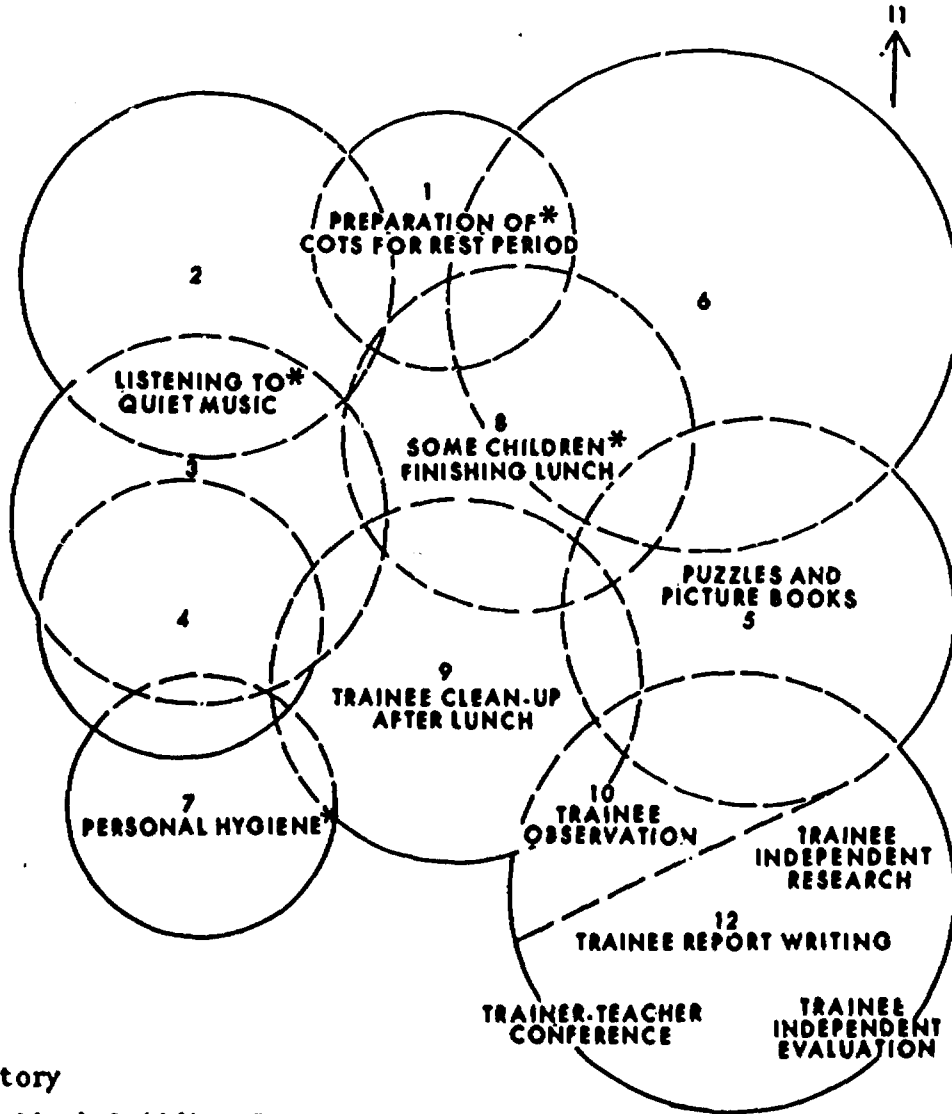 11
1
PREPARATION OF*
COTS FOR REST PERIOD
2
6
LISTENING TO*
QUIET MUSIC
8
SOME CHILDREN*
FINISHING LUNCH
3
PUZZLES AND
PICTURE BOOKS
5
4
9
TRAINEE CLEAN-UP
AFTER LUNCH
7
PERSONAL HYGIENE*
10
TRAINEE
OBSERVATION
TRAINEE
INDEPENDENT
RESEARCH
12
TRAINEE REPORT WRITING
TRAINER-TEACHER
CONFERENCE
TRAINEE
INDEPENDENT
EVALUATION
tory